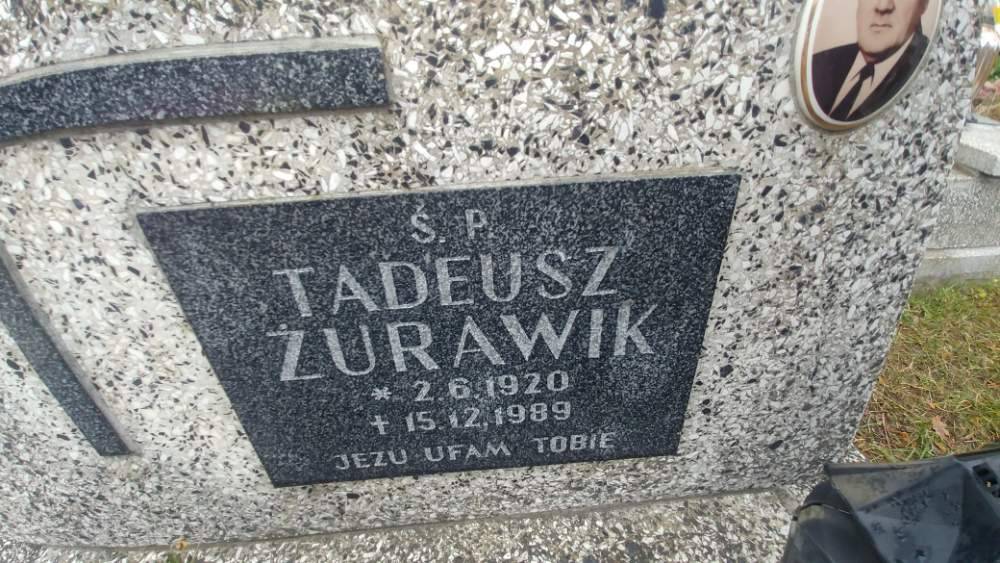 Ś. P.
TADEUSZ
ŻURAWIK
* 2.6.1920
† 15.12.1989
JEZU UFAM TOBIE